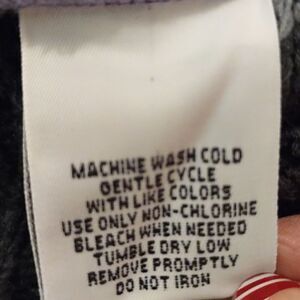 MACHINE WASH COLD
GENTLE CYCLE
WITH LIKE COLORS
USE ONLY NON-CHLORINE
BLEACH WHEN NEEDED
TUMBLE DRY LOW
REMOVE PROMPTLY
DO NOT IRON